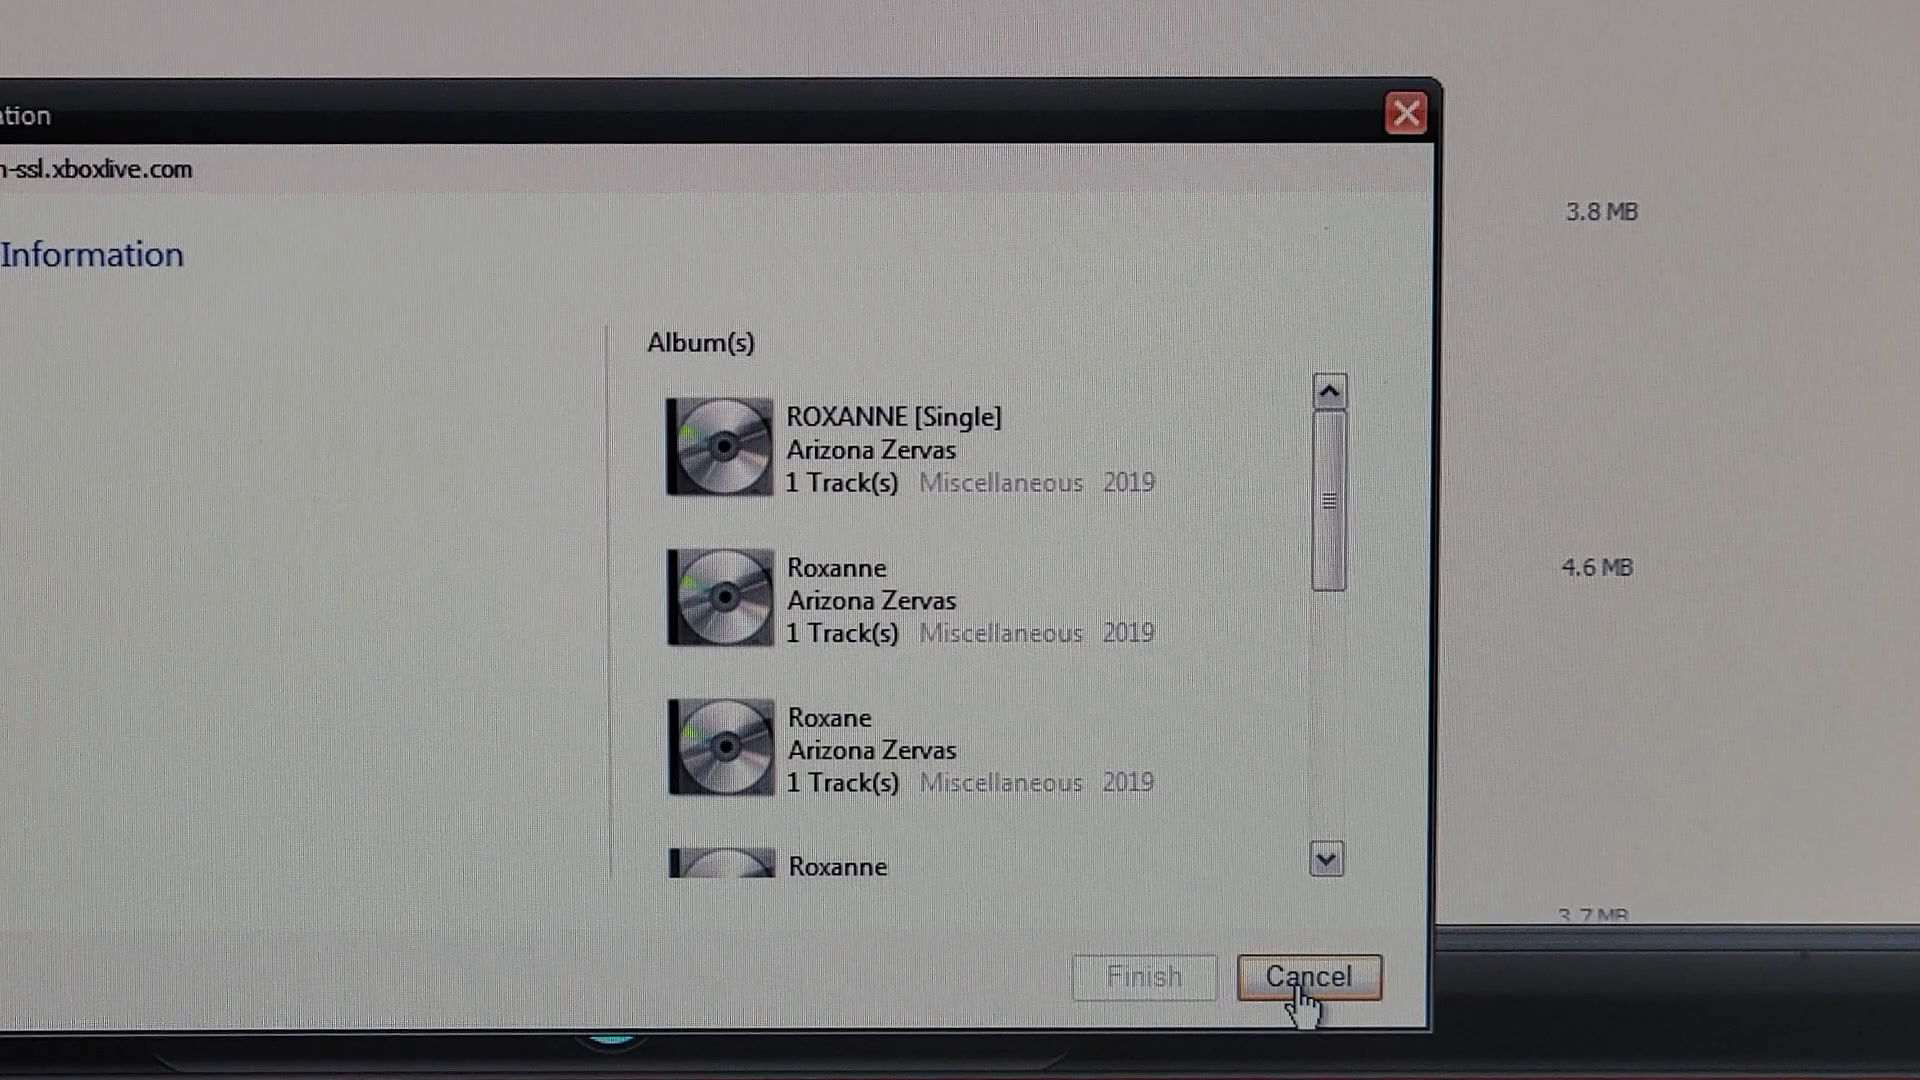 ation
n-ssl.xboxlive.com
3.8 MB
Information
Album(s)
ROXANNE [Single]
Arizona Zervas
1 Track(s) Miscellaneous 2019
Roxanne
Arizona Zervas
1 Track(s) Miscellaneous 2019
4.6 MB
Roxane
Arizona Zervas
1 Track(s) Miscellaneous 2019
Roxanne
3.7 MB
Finish
Cancel